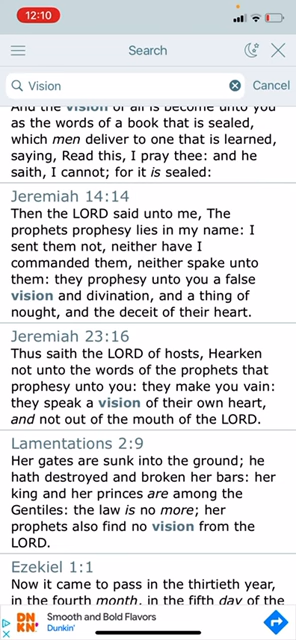 12:10
Search
Vision
Cancel
And the vision of all is become unto you
as the words of a book that is sealed,
which men deliver to one that is learned,
saying, Read this, I pray thee: and he
saith, I cannot; for it is sealed:
Jeremiah 14:14
Then the LORD said unto me, The
prophets prophesy lies in my name: I
sent them not, neither have I
commanded them, neither spake unto
them: they prophesy unto you a false
vision and divination, and a thing of
nought, and the deceit of their heart.
Jeremiah 23:16
Thus saith the LORD of hosts, Hearken
not unto the words of the prophets that
prophesy unto you: they make you vain:
they speak a vision of their own heart,
and not out of the mouth of the LORD.
Lamentations 2:9
Her gates are sunk into the ground; he
hath destroyed and broken her bars: her
king and her princes are among the
Gentiles: the law is no more; her
prophets also find no vision from the
LORD.
Ezekiel 1:1
Now it came to pass in the thirtieth year,
in the fourth month, in the fifth day of the
DN
KN'
Smooth and Bold Flavors
Dunkin'